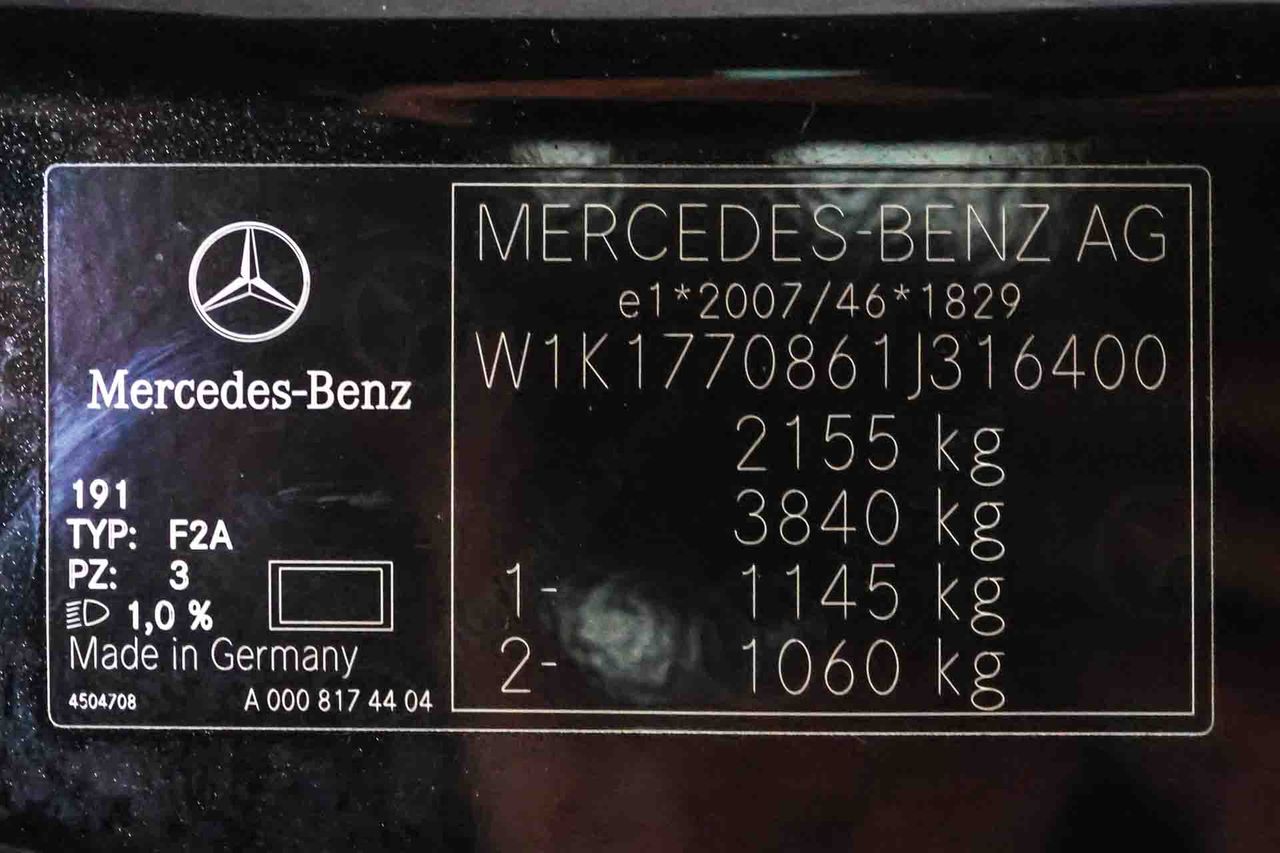 Mercedes-Benz
191
TYP: F2A
PZ: 3
1,0 %
Made in Germany
4504708 A 000 817 44 04
MERCEDES-BENZ AG
e1*2007/46*1829
W1K1770861J316400
2155 kg
3840 kg
1- 1145 kg
2- 1060 kg